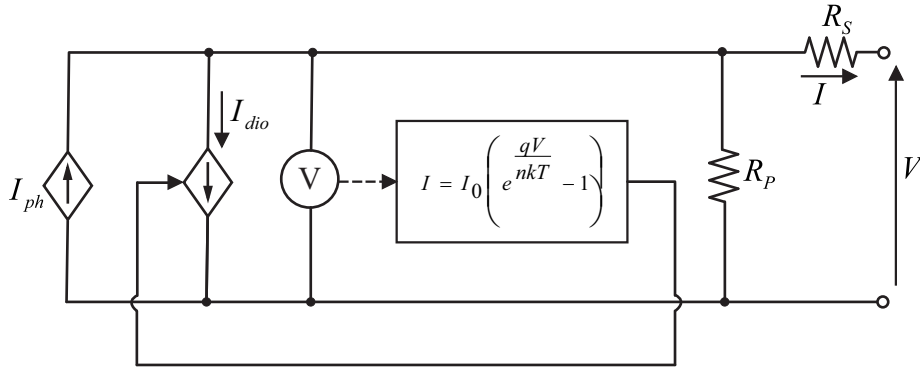 R_S
I
I_dio
I_ph
V
I = I_0 ( e^{qV/nkT} - 1 )
R_P
V